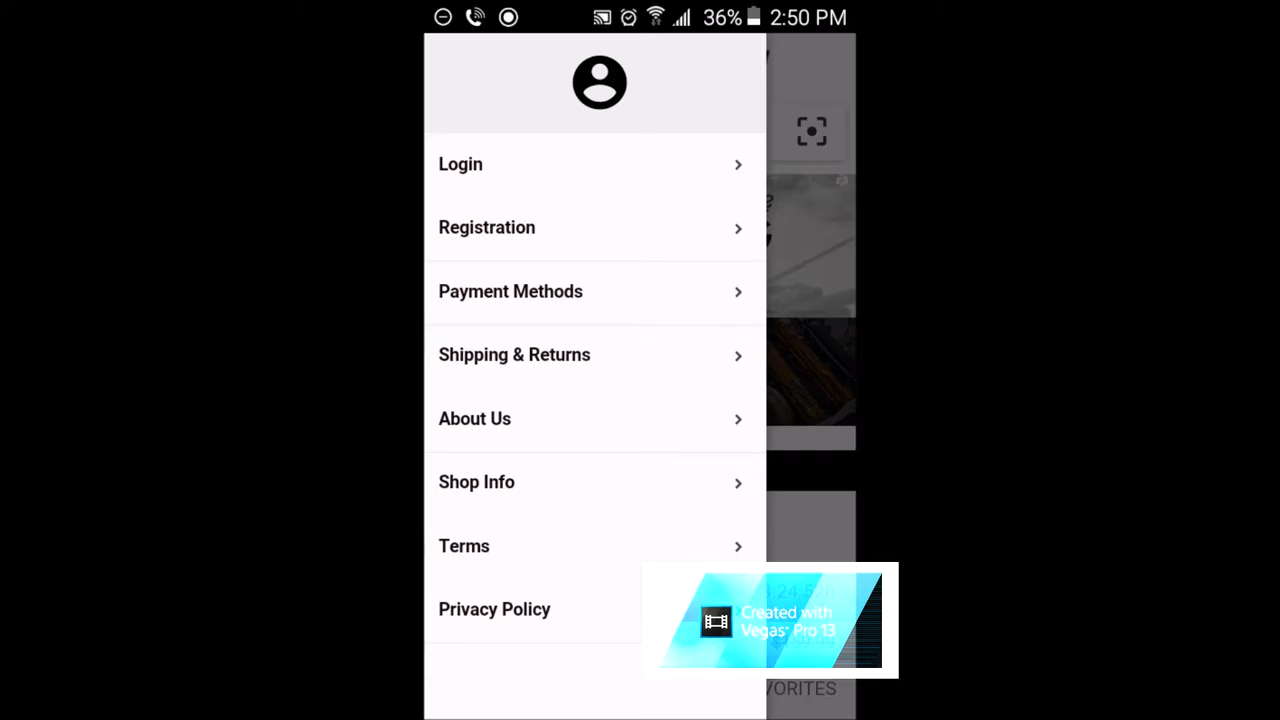 36% 2:50 PM
Login
Registration
Payment Methods
Shipping & Returns
About Us
Shop Info
Terms
Privacy Policy
Created with
Vegas® Pro 13
VORITES